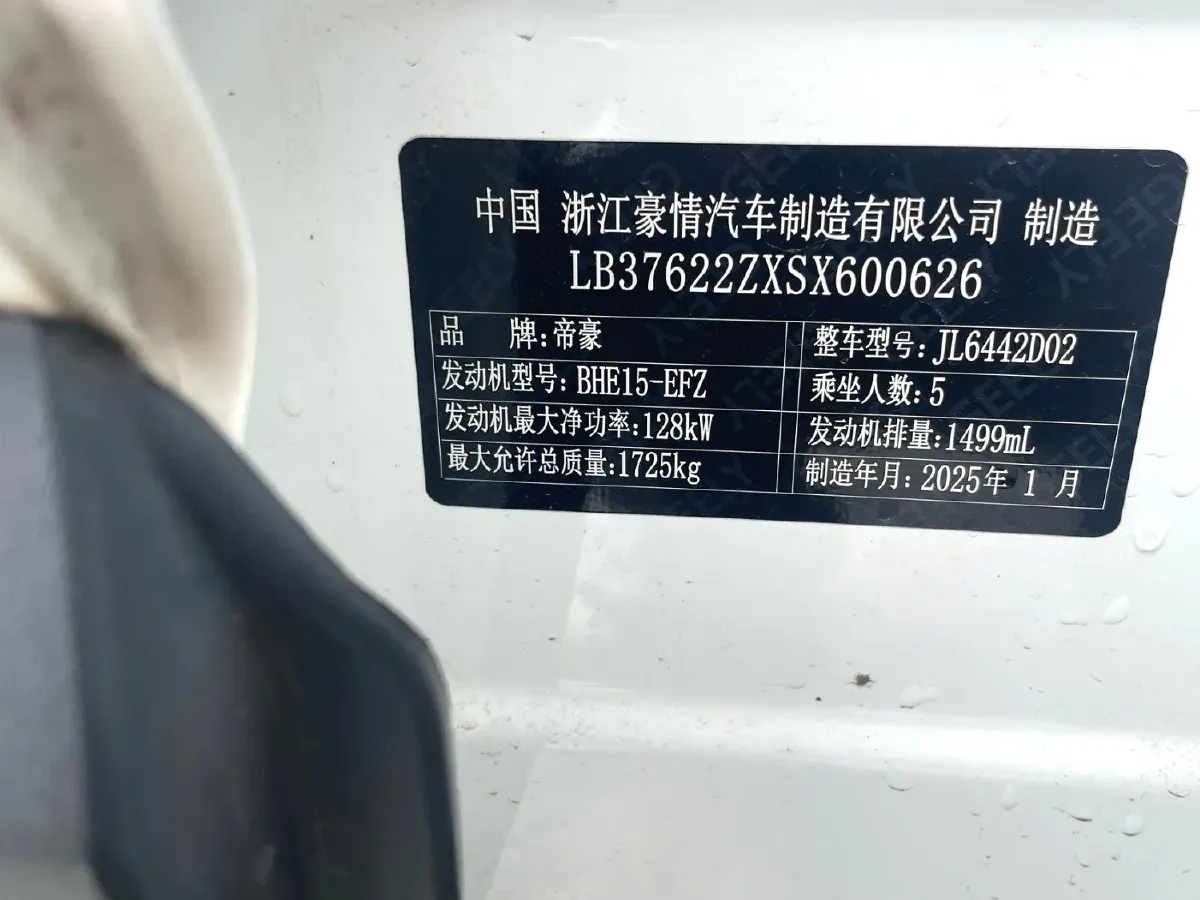 中国 浙江豪情汽车制造有限公司 制造
LB37622ZXSX600626
品 牌:帝豪 整车型号:JL6442D02
发动机型号:BHE15-EFZ 乘坐人数:5
发动机最大净功率:128kW 发动机排量:1499mL
最大允许总质量:1725kg 制造年月:2025年 1 月
GEELY